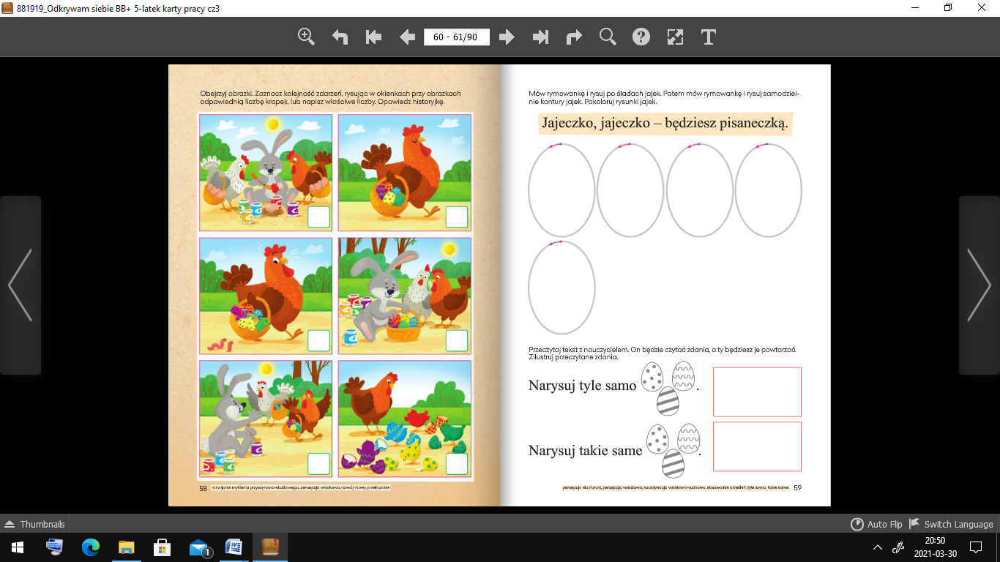 881919_Odkrywam siebie BB+ 5-latek karty pracy cz3
60 - 61/90
Obejrzyj obrazki. Zaznacz kolejność zdarzeń, rysując w okienkach przy obrazkach
odpowiednią liczbę kropek, lub napisz właściwe liczby. Opowiedz historyjkę.
58 rozwijanie myślenia przyczynowo-skutkowego, percepcja wzrokowa, rozwój mowy, przeliczanie
Mów rymowankę i rysuj po śladach jajek. Potem mów rymowankę i rysuj samodziel-
nie kontury jajek. Pokoloruj rysunki jajek.
Jajeczko, jajeczko – będziesz pisaneczką.
Przeczytaj tekst z nauczycielem. On będzie czytać zdania, a ty będziesz je powtarzać.
Zilustruj przeczytane zdania.
Narysuj tyle samo .
Narysuj takie same .
percepcja słuchowa, percepcja wzrokowa, koordynacja wzrokowo-ruchowa, stosowanie określeń: tyle samo, takie same 59
Thumbnails
Auto Flip
Switch Language
1
20:50
2021-03-30